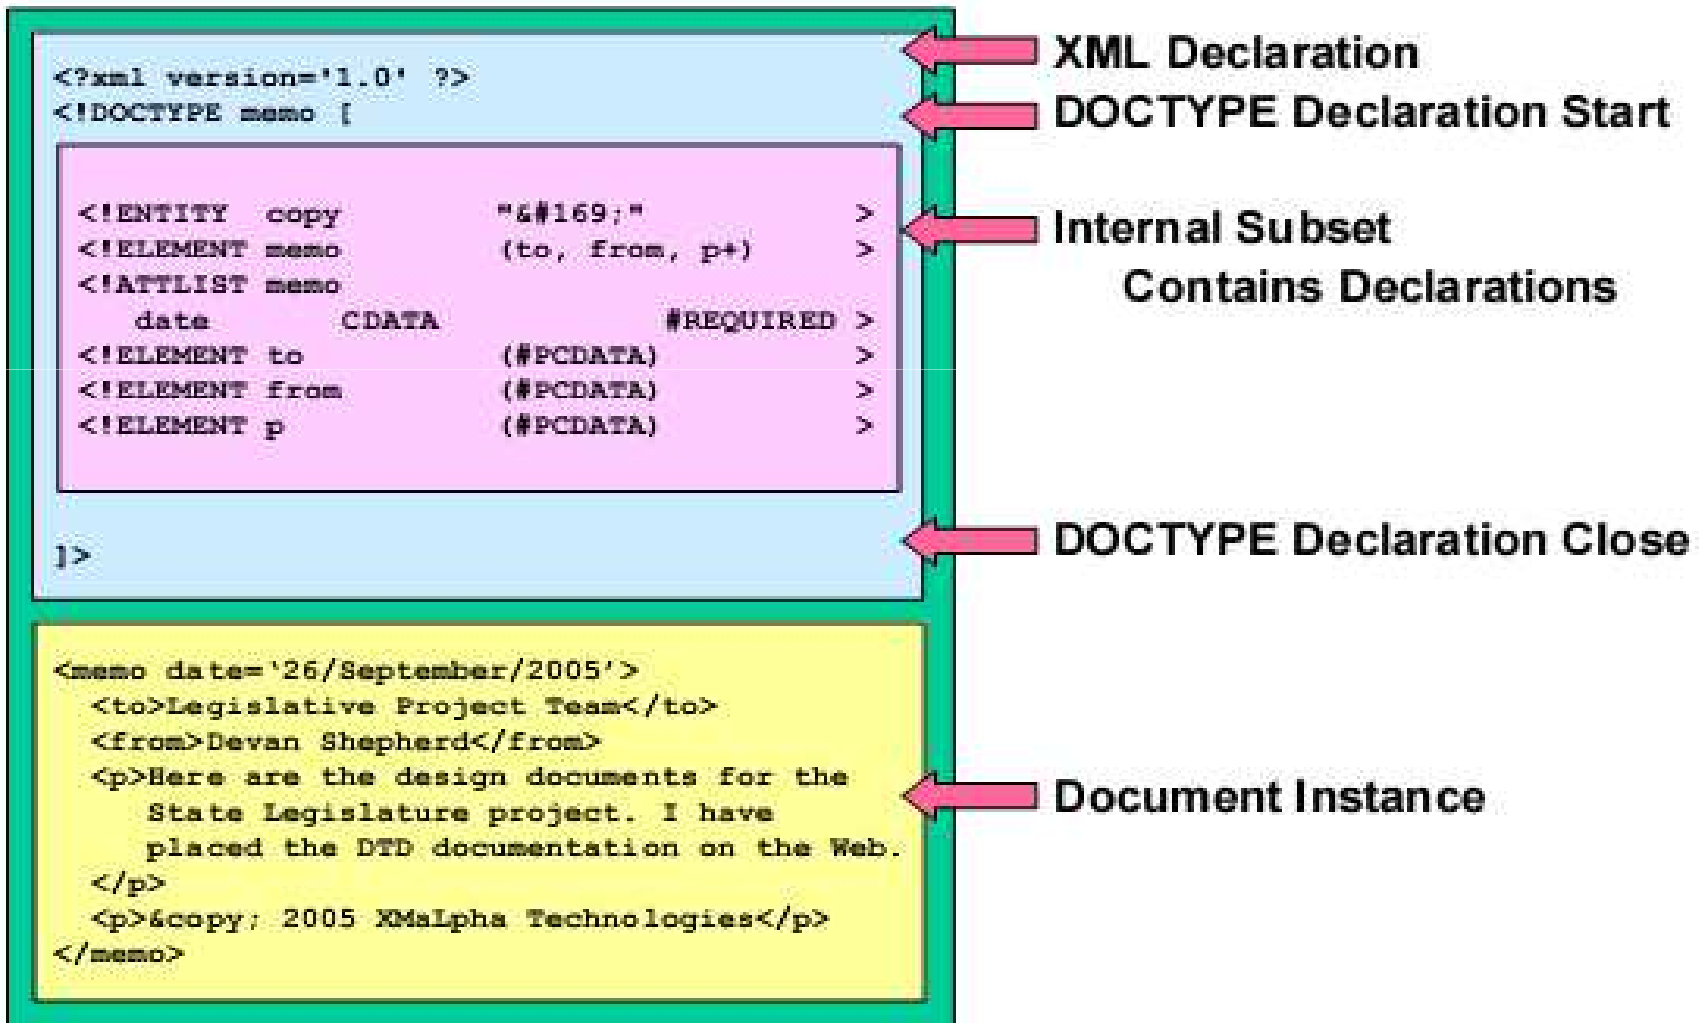 <?xml version='1.0' ?>
<!DOCTYPE memo [
<!ENTITY copy "&#169;" >
<!ELEMENT memo (to, from, p+) >
<!ATTLIST memo
date CDATA #REQUIRED >
<!ELEMENT to (#PCDATA) >
<!ELEMENT from (#PCDATA) >
<!ELEMENT p (#PCDATA) >
]>
<memo date=‘26/September/2005’>
<to>Legislative Project Team</to>
<from>Devan Shepherd</from>
<p>Here are the design documents for the
State Legislature project. I have
placed the DTD documentation on the Web.
</p>
<p>&copy; 2005 XMaLpha Technologies</p>
</memo>
XML Declaration
DOCTYPE Declaration Start
Internal Subset
Contains Declarations
DOCTYPE Declaration Close
Document Instance